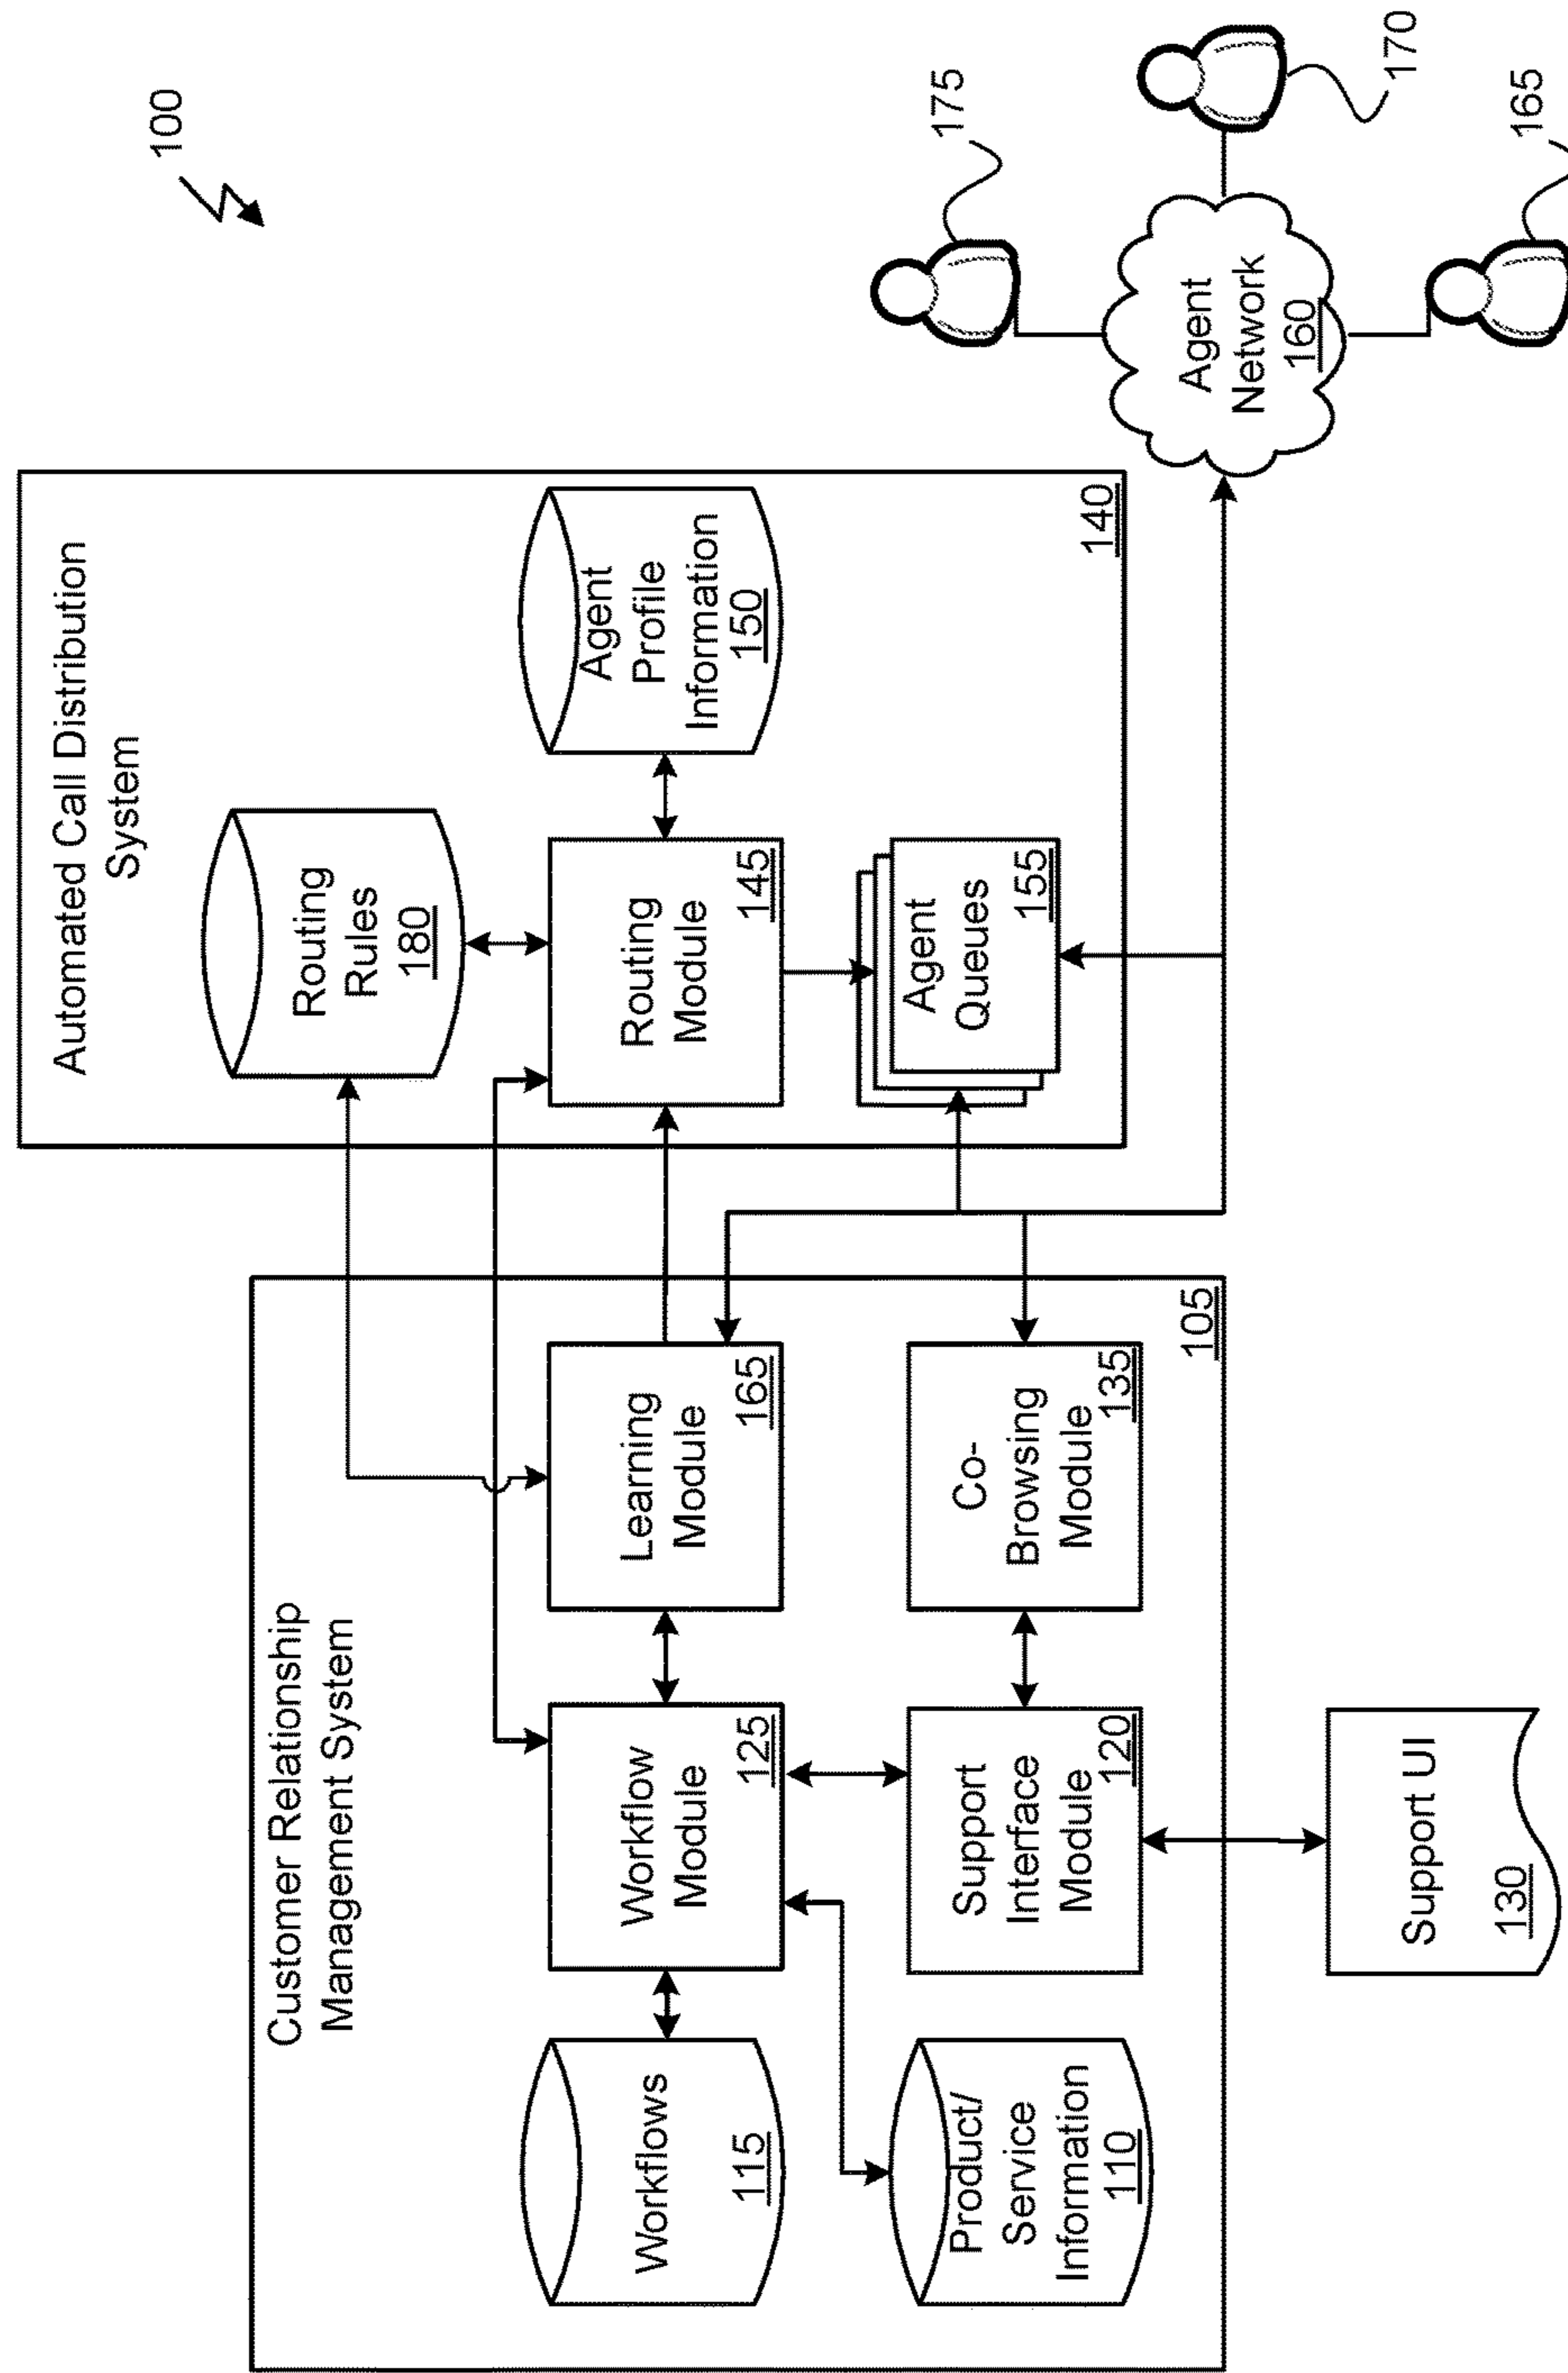 100
Automated Call Distribution
System
Routing
Rules
180
Agent
Profile
Information
150
Routing
Module
145
Agent
Queues
155
140
Customer Relationship
Management System
Workflows
115
Workflow
Module
125
Learning
Module
165
Product/
Service
Information
110
Support
Interface
Module
120
Co-
Browsing
Module
135
105
Support UI
130
Agent
Network
160
175
170
165